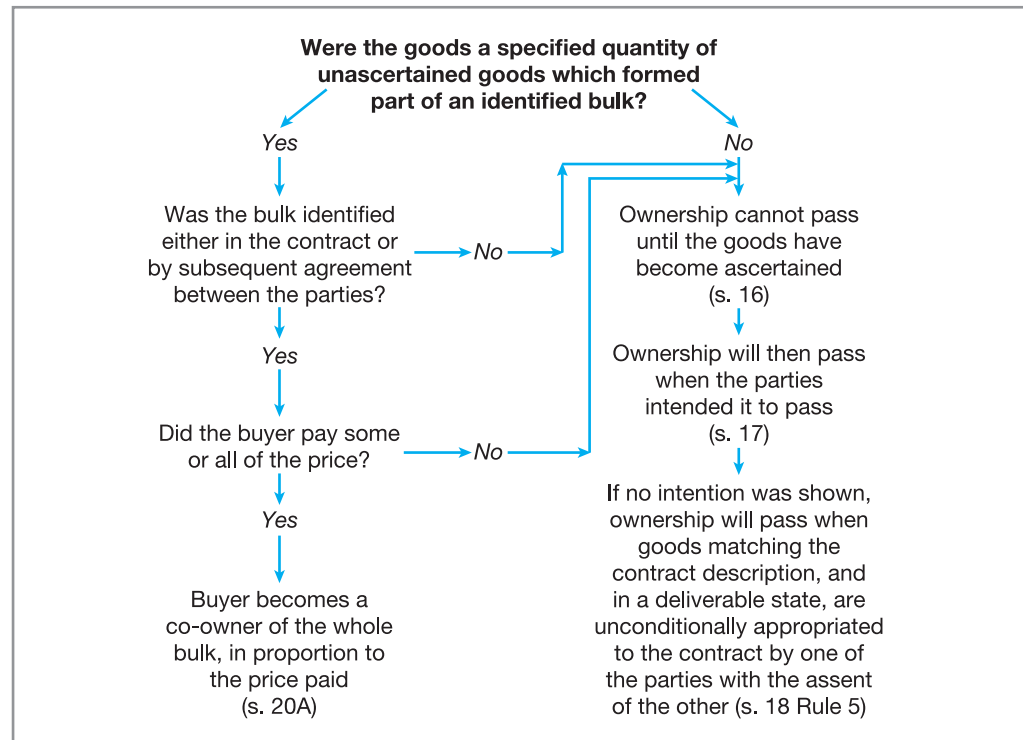 Were the goods a specified quantity of
unascertained goods which formed
part of an identified bulk?
Yes
No
Was the bulk identified
either in the contract or
by subsequent agreement
between the parties?
No
Ownership cannot pass
until the goods have
become ascertained
(s. 16)
Yes
Ownership will then pass
when the parties
intended it to pass
(s. 17)
Did the buyer pay some
or all of the price?
No
Yes
If no intention was shown,
ownership will pass when
goods matching the
contract description, and
in a deliverable state, are
unconditionally appropriated
to the contract by one of
the parties with the assent
of the other (s. 18 Rule 5)
Buyer becomes a
co-owner of the whole
bulk, in proportion to
the price paid
(s. 20A)